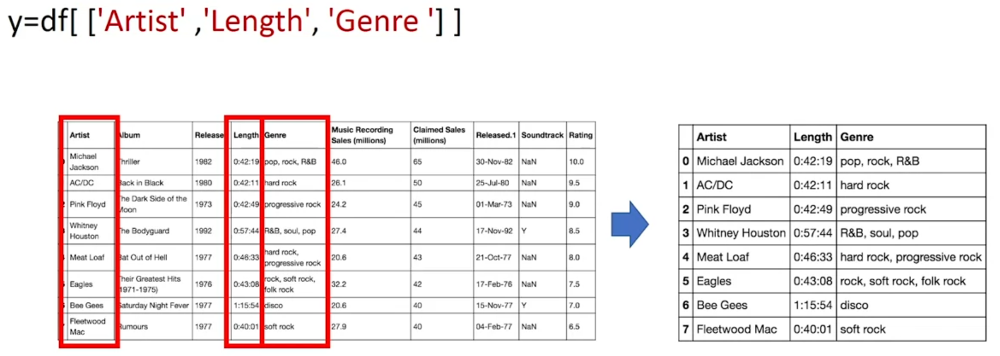 y=df[ ['Artist' ,'Length', 'Genre '] ]
Artist Album Release Length Genre Music Recording Sales (millions) Claimed Sales (millions) Released.1 Soundtrack Rating
Michael Jackson Thriller 1982 0:42:19 pop, rock, R&B 46.0 65 30-Nov-82 NaN 10.0
AC/DC Back in Black 1980 0:42:11 hard rock 26.1 50 25-Jul-80 NaN 9.5
2 Pink Floyd The Dark Side of the Moon 1973 0:42:49 progressive rock 24.2 45 01-Mar-73 NaN 9.0
Whitney Houston The Bodyguard 1992 0:57:44 R&B, soul, pop 27.4 44 17-Nov-92 Y 8.5
Meat Loaf Bat Out of Hell 1977 0:46:33 hard rock, progressive rock 20.6 43 21-Oct-77 NaN 8.0
Eagles Their Greatest Hits (1971-1975) 1976 0:43:08 rock, soft rock, folk rock 32.2 42 17-Feb-76 NaN 7.5
Bee Gees Saturday Night Fever 1977 1:15:54 disco 20.6 40 15-Nov-77 Y 7.0
Fleetwood Mac Rumours 1977 0:40:01 soft rock 27.9 40 04-Feb-77 NaN 6.5
Artist Length Genre
0 Michael Jackson 0:42:19 pop, rock, R&B
1 AC/DC 0:42:11 hard rock
2 Pink Floyd 0:42:49 progressive rock
3 Whitney Houston 0:57:44 R&B, soul, pop
4 Meat Loaf 0:46:33 hard rock, progressive rock
5 Eagles 0:43:08 rock, soft rock, folk rock
6 Bee Gees 1:15:54 disco
7 Fleetwood Mac 0:40:01 soft rock